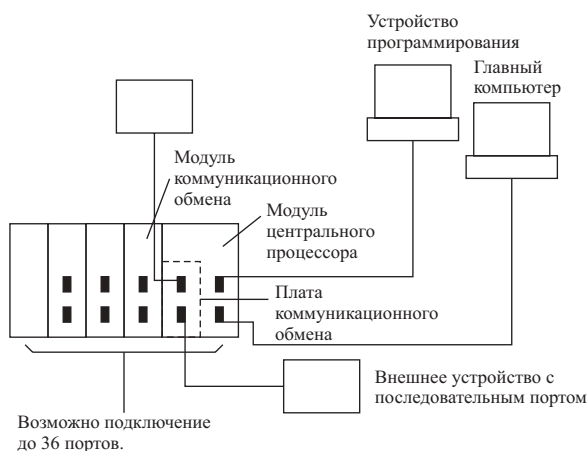 Устройство
программирования
Главный
компьютер
Модуль
коммуникационного
обмена
Модуль
центрального
процессора
Плата
коммуникационного
обмена
Внешнее устройство с
последовательным портом
Возможно подключение
до 36 портов.